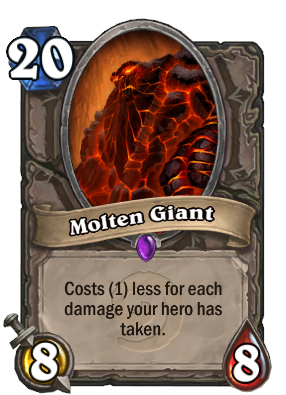 20
Molten Giant
Costs (1) less for each
damage your hero has
taken.
8
8